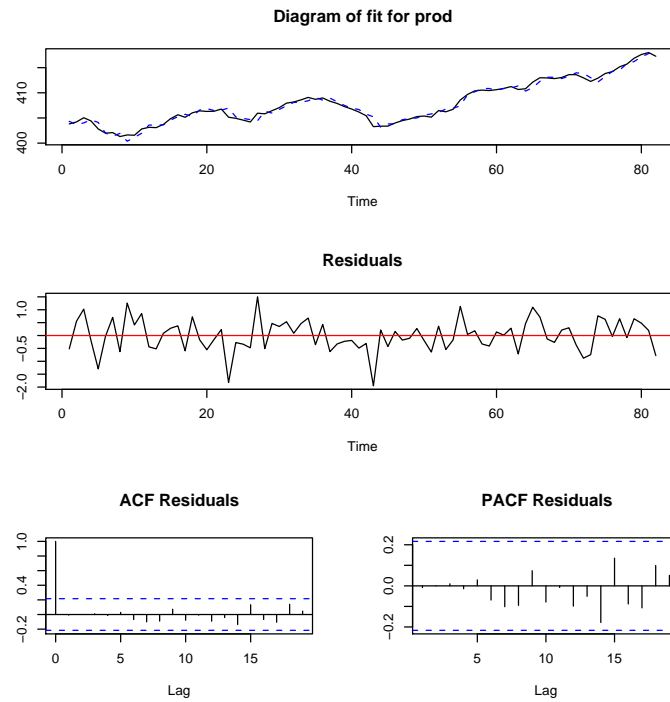 Diagram of fit for prod
400 410
0 20 40 60 80
Time
Residuals
−2.0 −0.5 1.0
0 20 40 60 80
Time
ACF Residuals
−0.2 0.4 1.0
0 5 10 15
Lag
PACF Residuals
−0.2 0.0 0.2
5 10 15
Lag